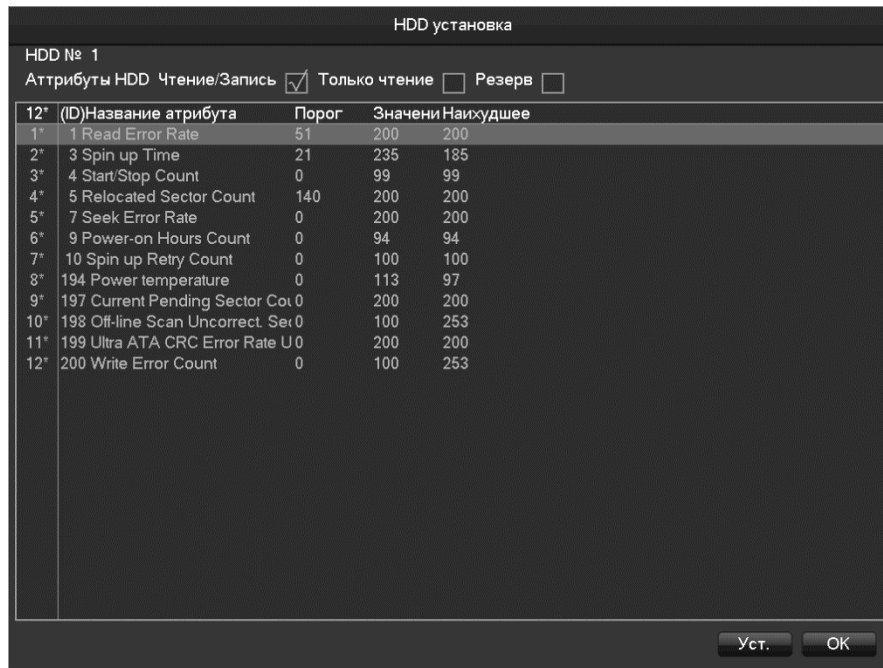 HDD установка
HDD № 1
Аттрибуты HDD Чтение/Запись Только чтение Резерв
12* (ID)Название атрибута Порог Значени Наихудшее
1* 1 Read Error Rate 51 200 200
2* 3 Spin up Time 21 235 185
3* 4 Start/Stop Count 0 99 99
4* 5 Relocated Sector Count 140 200 200
5* 7 Seek Error Rate 0 200 200
6* 9 Power-on Hours Count 0 94 94
7* 10 Spin up Retry Count 0 100 100
8* 194 Power temperature 0 113 97
9* 197 Current Pending Sector Cou 0 200 200
10* 198 Off-line Scan Uncorrect. Sec 0 100 253
11* 199 Ultra ATA CRC Error Rate U 0 200 200
12* 200 Write Error Count 0 100 253
Уст. OK